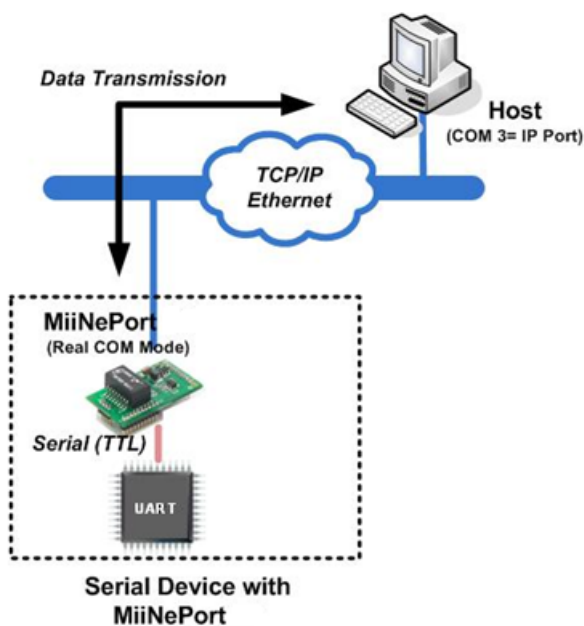 Data Transmission
Host
(COM 3= IP Port)
TCP/IP
Ethernet
MiiNePort
(Real COM Mode)
Serial (TTL)
UART
Serial Device with
MiiNePort